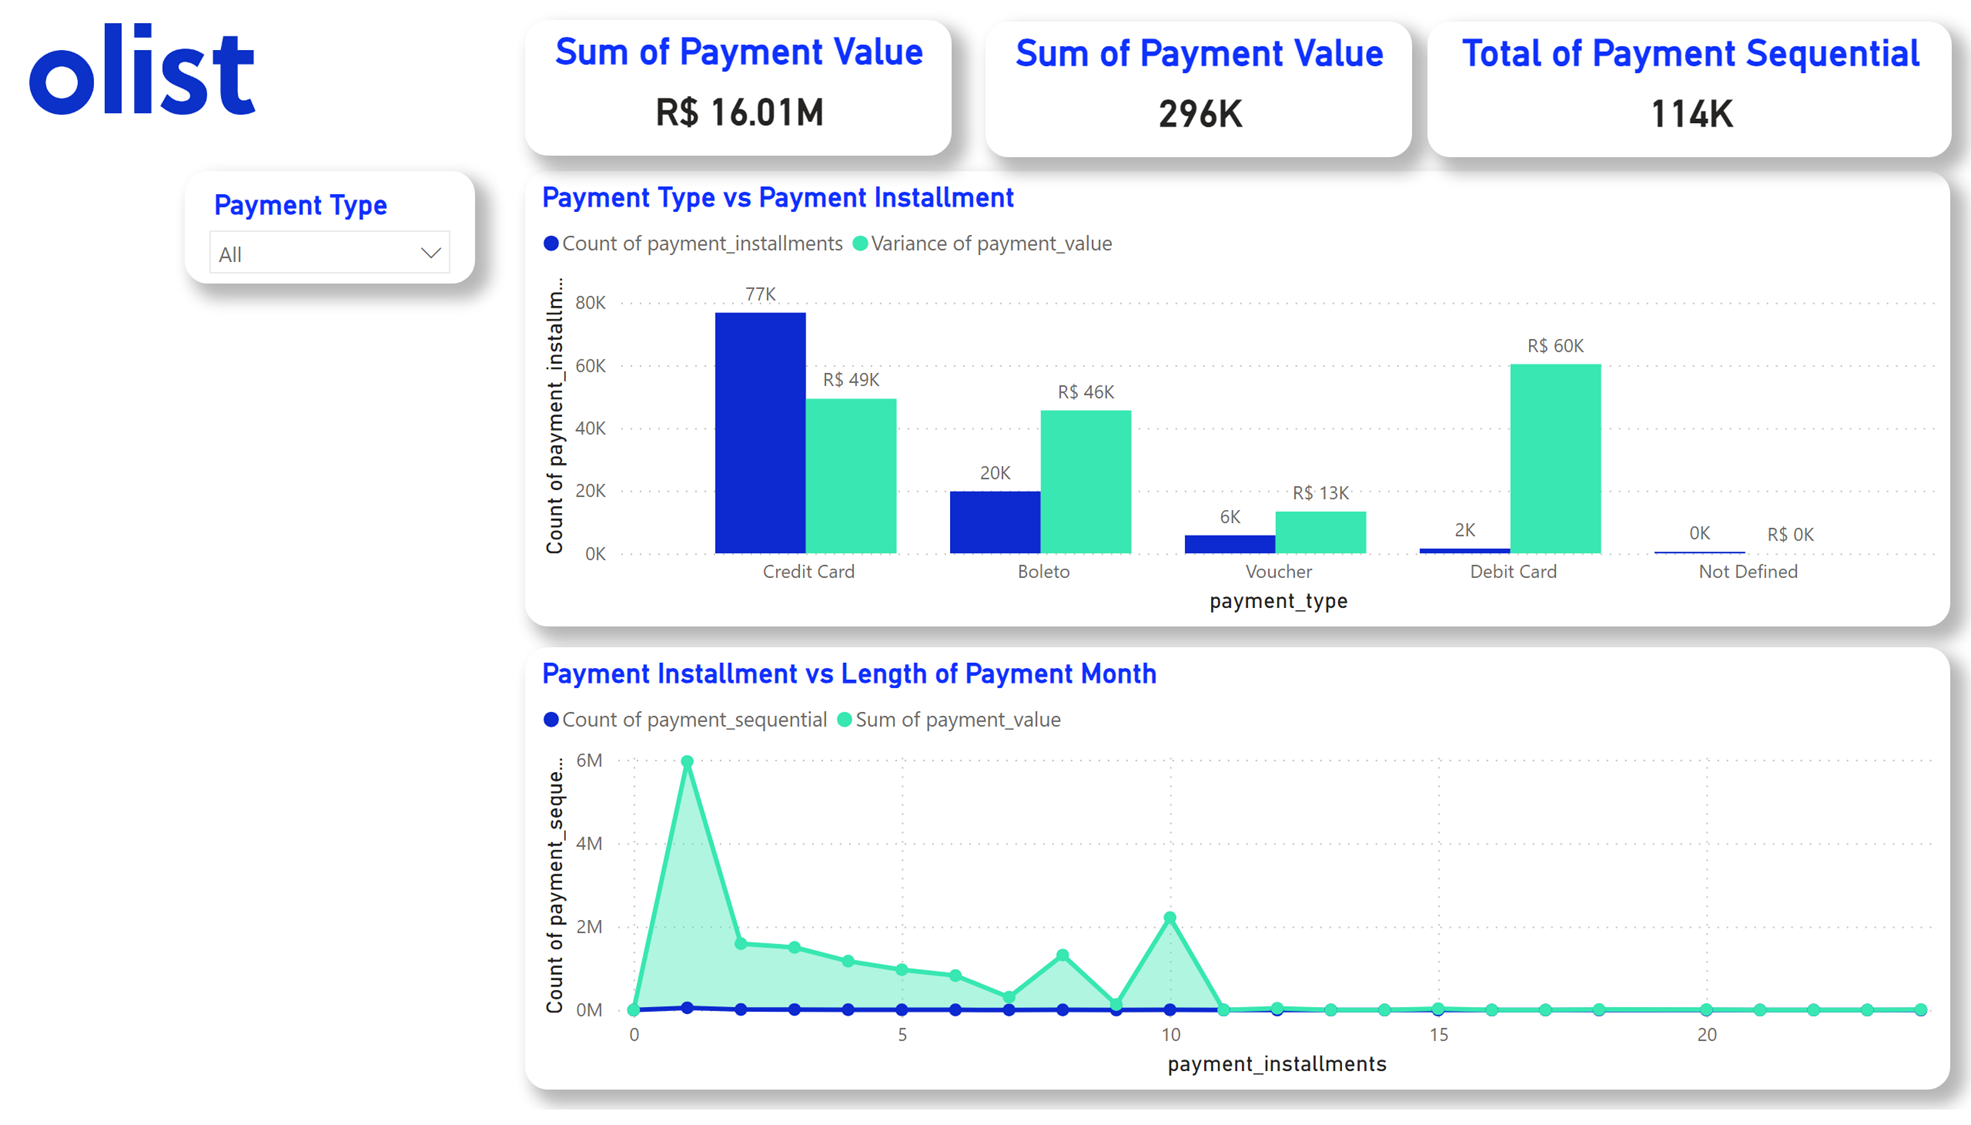 olist
Sum of Payment Value
R$ 16.01M
Sum of Payment Value
296K
Total of Payment Sequential
114K
Payment Type
All
Payment Type vs Payment Installment
Count of payment_installments Variance of payment_value
Count of payment_installm...
80K
60K
40K
20K
0K
77K
R$ 49K
20K
R$ 46K
6K
R$ 13K
2K
R$ 60K
0K
R$ 0K
Credit Card Boleto Voucher Debit Card Not Defined
payment_type
Payment Installment vs Length of Payment Month
Count of payment_sequential Sum of payment_value
Count of payment_seque...
6M
4M
2M
0M
0 5 10 15 20
payment_installments